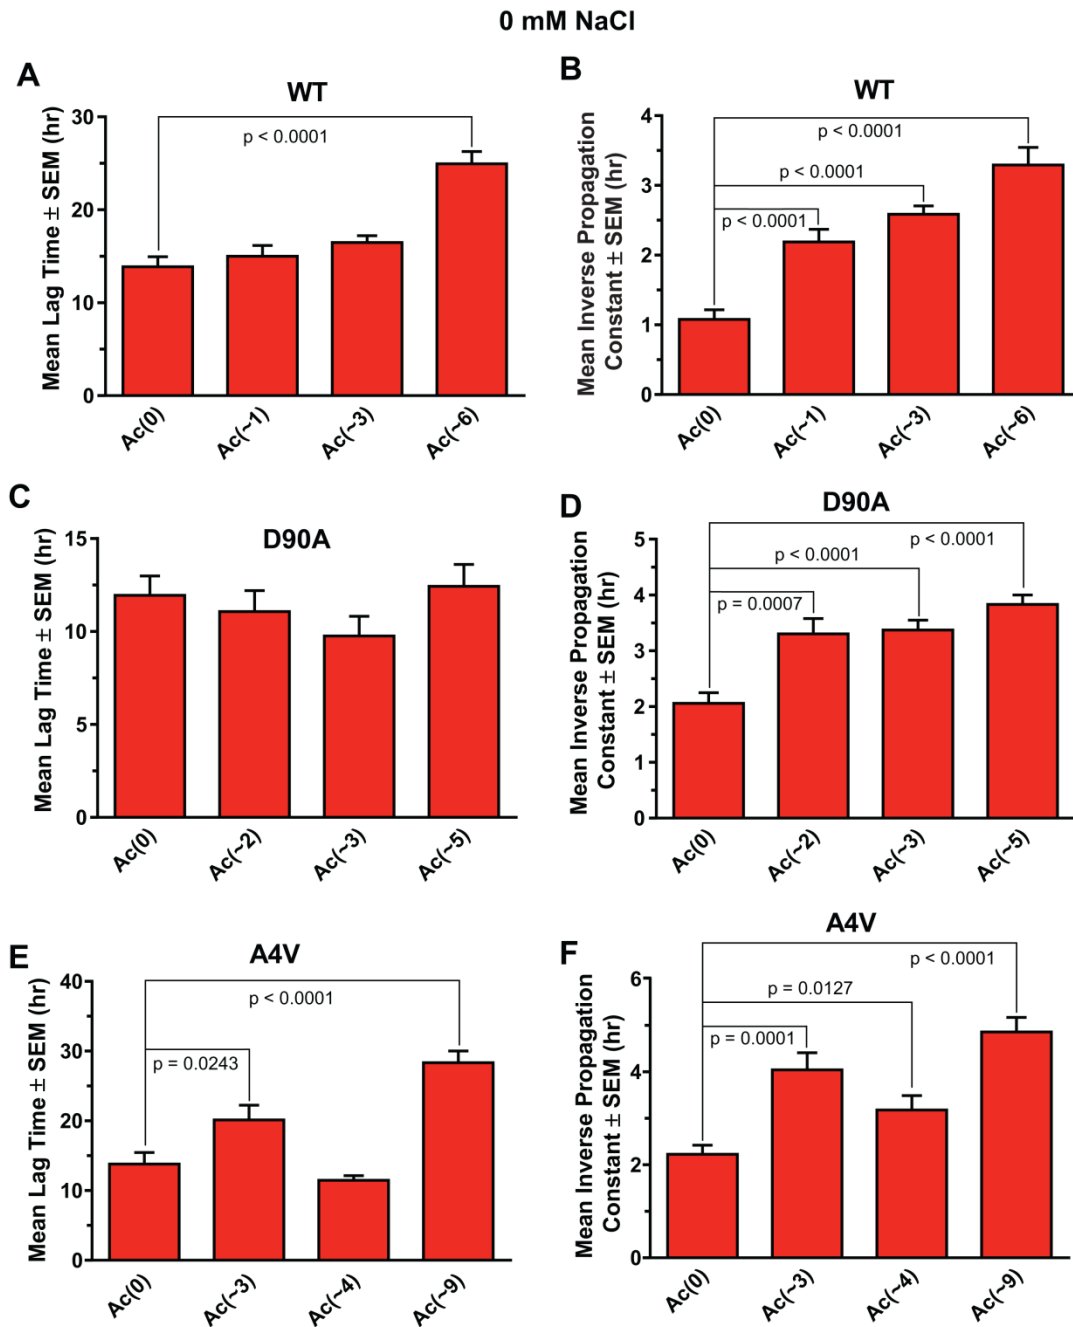 0 mM NaCl
A
WT
Mean Lag Time ± SEM (hr)
30
20
10
0
p < 0.0001
Ac(0)
Ac(~1)
Ac(~3)
Ac(~6)
B
WT
Mean Inverse Propagation
Constant ± SEM (hr)
4
3
2
1
0
p < 0.0001
p < 0.0001
p < 0.0001
Ac(0)
Ac(~1)
Ac(~3)
Ac(~6)
C
D90A
Mean Lag Time ± SEM (hr)
15
10
5
0
Ac(0)
Ac(~2)
Ac(~3)
Ac(~5)
D
D90A
Mean Inverse Propagation
Constant ± SEM (hr)
5
4
3
2
1
0
p < 0.0001
p < 0.0001
p = 0.0007
Ac(0)
Ac(~2)
Ac(~3)
Ac(~5)
E
A4V
Mean Lag Time ± SEM (hr)
40
30
20
10
0
p < 0.0001
p = 0.0243
Ac(0)
Ac(~3)
Ac(~4)
Ac(~9)
F
A4V
Mean Inverse Propagation
Constant ± SEM (hr)
6
4
2
0
p < 0.0001
p = 0.0127
p = 0.0001
Ac(0)
Ac(~3)
Ac(~4)
Ac(~9)